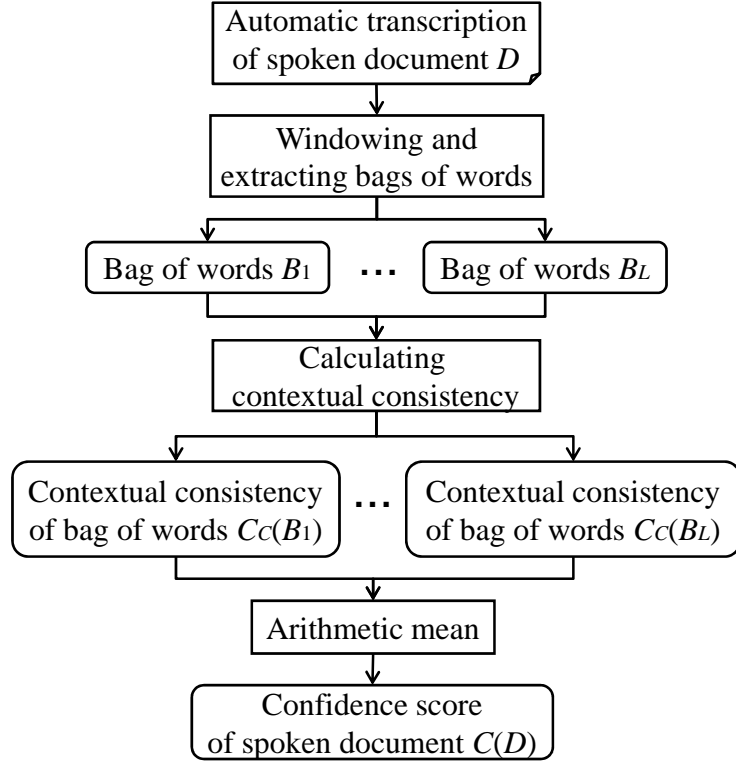 Automatic transcription
of spoken document D
Windowing and
extracting bags of words
Bag of words B1
...
Bag of words BL
Calculating
contextual consistency
Contextual consistency
of bag of words CC(B1)
...
Contextual consistency
of bag of words CC(BL)
Arithmetic mean
Confidence score
of spoken document C(D)